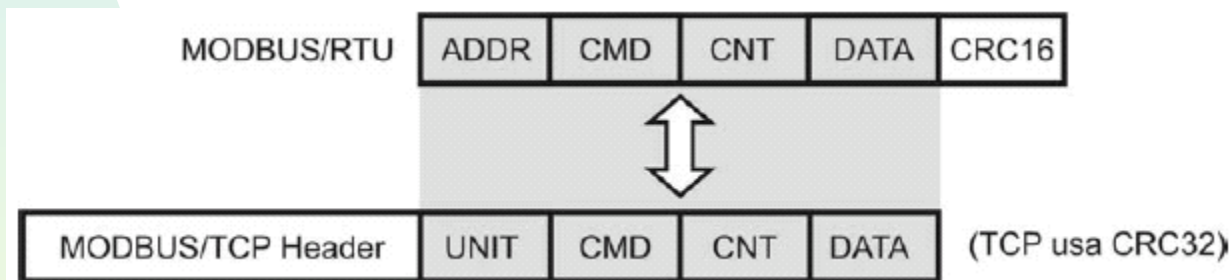 MODBUS/RTU ADDR CMD CNT DATA CRC16
MODBUS/TCP Header UNIT CMD CNT DATA (TCP usa CRC32)